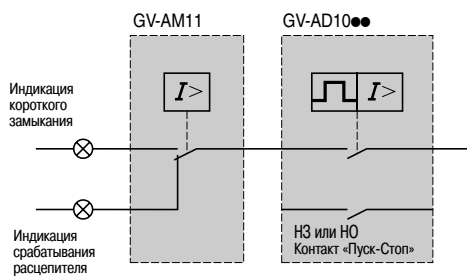 GV-AM11
GV-AD10●●
I>
I>
Индикация
короткого
замыкания
Индикация
срабатывания
расцепителя
НЗ или НО
Контакт «Пуск-Стоп»